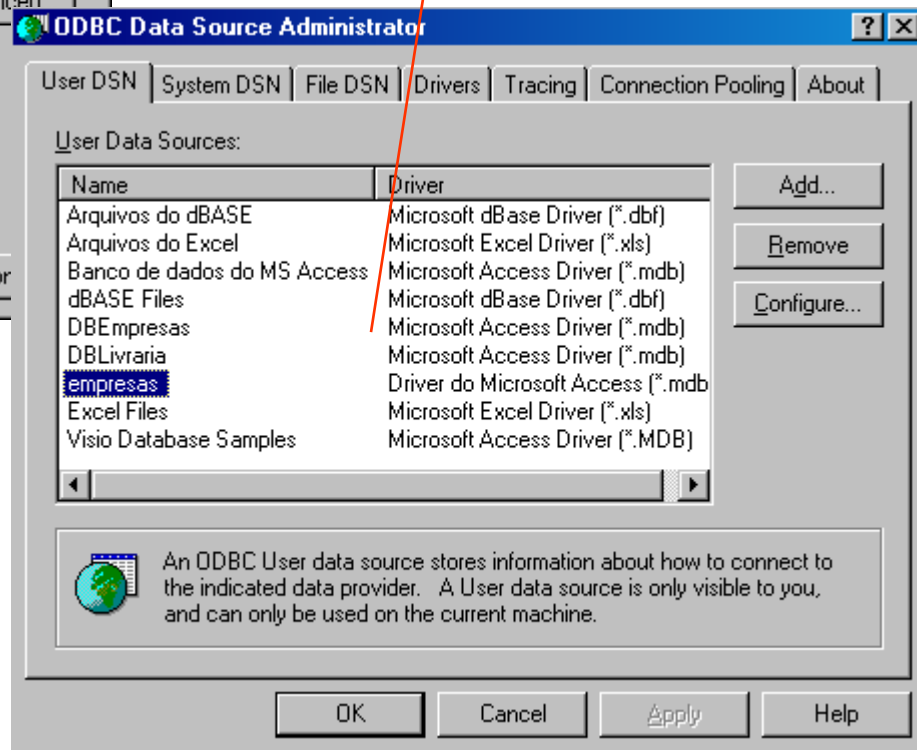 ODBC Data Source Administrator
User DSN System DSN File DSN Drivers Tracing Connection Pooling About
User Data Sources:
Name Driver
Arquivos do dBASE Microsoft dBase Driver (*.dbf)
Arquivos do Excel Microsoft Excel Driver (*.xls)
Banco de dados do MS Access Microsoft Access Driver (*.mdb)
dBASE Files Microsoft dBase Driver (*.dbf)
DBEmpresas Microsoft Access Driver (*.mdb)
DBLivraria Microsoft Access Driver (*.mdb)
empresas Driver do Microsoft Access (*.mdb
Excel Files Microsoft Excel Driver (*.xls)
Visio Database Samples Microsoft Access Driver (*.MDB)
Add...
Remove
Configure...
An ODBC User data source stores information about how to connect to
the indicated data provider. A User data source is only visible to you,
and can only be used on the current machine.
OK Cancel Apply Help